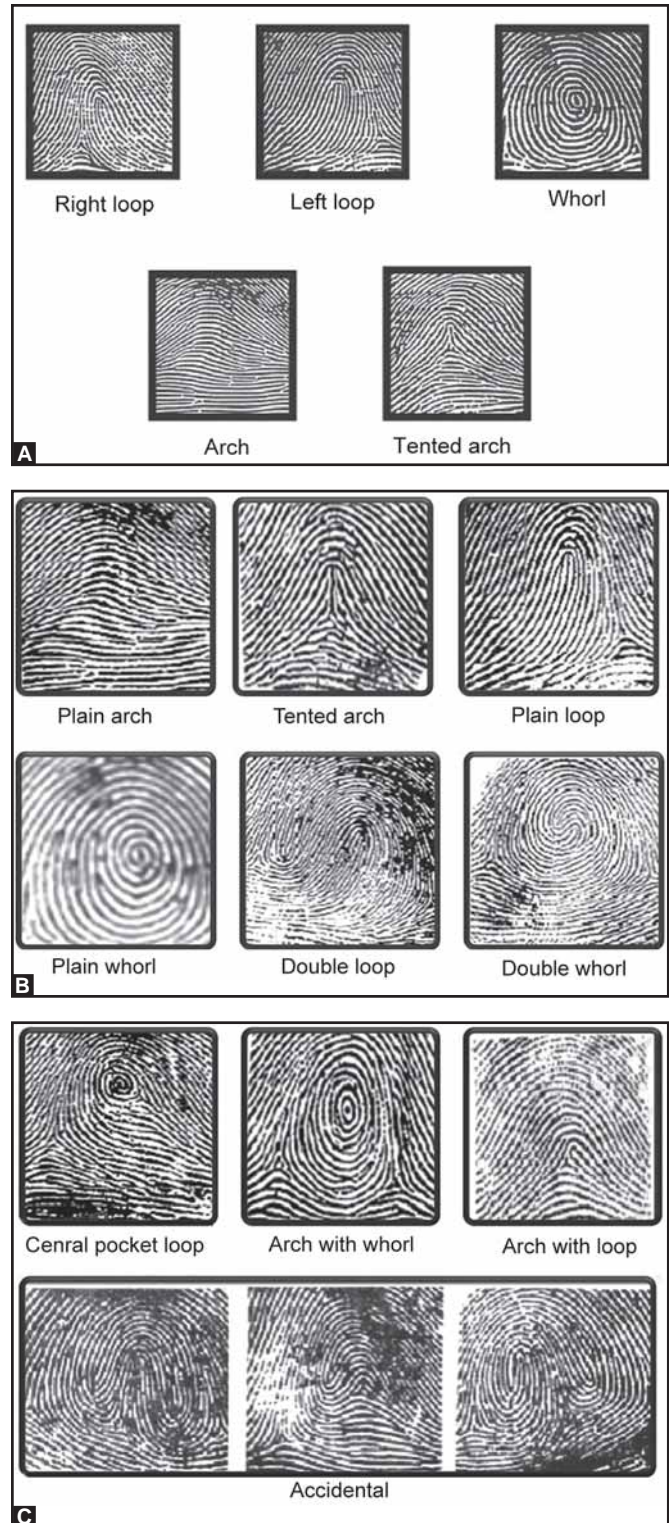 Right loop Left loop Whorl
Arch Tented arch
A
Plain arch Tented arch Plain loop
Plain whorl Double loop Double whorl
B
Cenral pocket loop Arch with whorl Arch with loop
Accidental
C